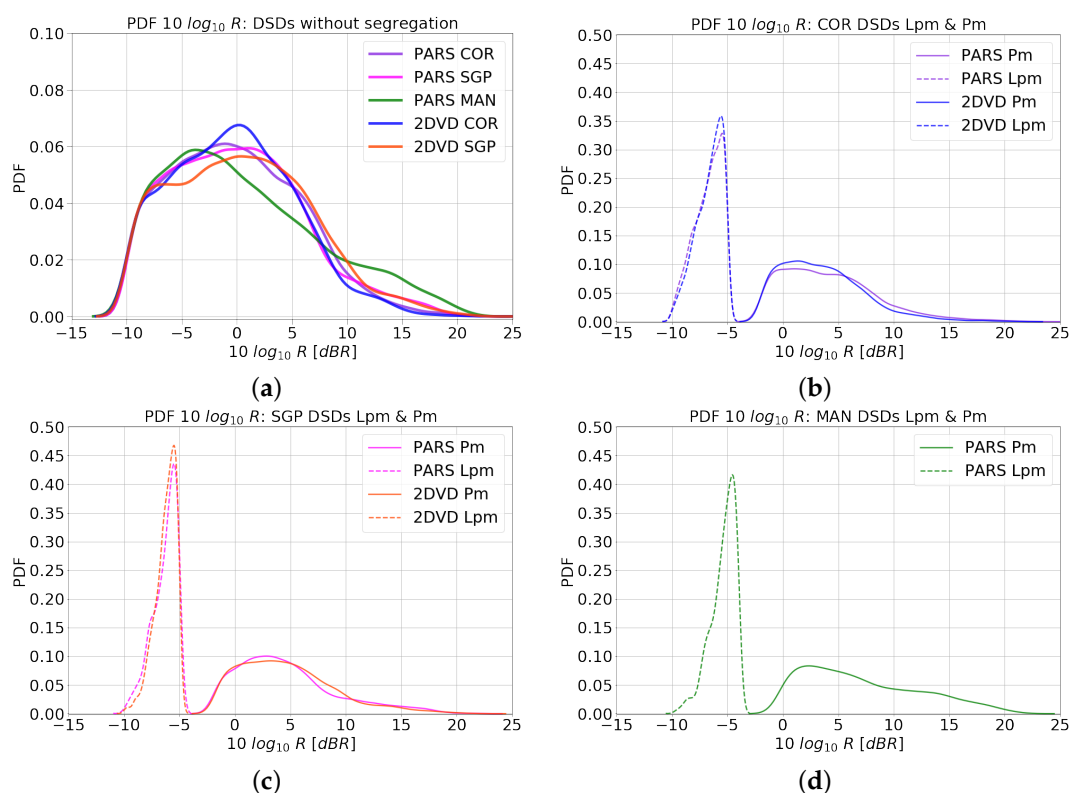 PDF 10 log₁₀ R: DSDs without segregation
0.10
0.08
0.06
0.04
0.02
0.00
PDF
PARS COR
PARS SGP
PARS MAN
2DVD COR
2DVD SGP
−15 −10 −5 0 5 10 15 20 25
10 log₁₀ R [dBR]
(a)
PDF 10 log₁₀ R: COR DSDs Lpm & Pm
0.50
0.45
0.40
0.35
0.30
0.25
0.20
0.15
0.10
0.05
0.00
PDF
PARS Pm
PARS Lpm
2DVD Pm
2DVD Lpm
−15 −10 −5 0 5 10 15 20 25
10 log₁₀ R [dBR]
(b)
PDF 10 log₁₀ R: SGP DSDs Lpm & Pm
0.50
0.45
0.40
0.35
0.30
0.25
0.20
0.15
0.10
0.05
0.00
PDF
PARS Pm
PARS Lpm
2DVD Pm
2DVD Lpm
−15 −10 −5 0 5 10 15 20 25
10 log₁₀ R [dBR]
(c)
PDF 10 log₁₀ R: MAN DSDs Lpm & Pm
0.50
0.45
0.40
0.35
0.30
0.25
0.20
0.15
0.10
0.05
0.00
PDF
PARS Pm
PARS Lpm
−15 −10 −5 0 5 10 15 20 25
10 log₁₀ R [dBR]
(d)